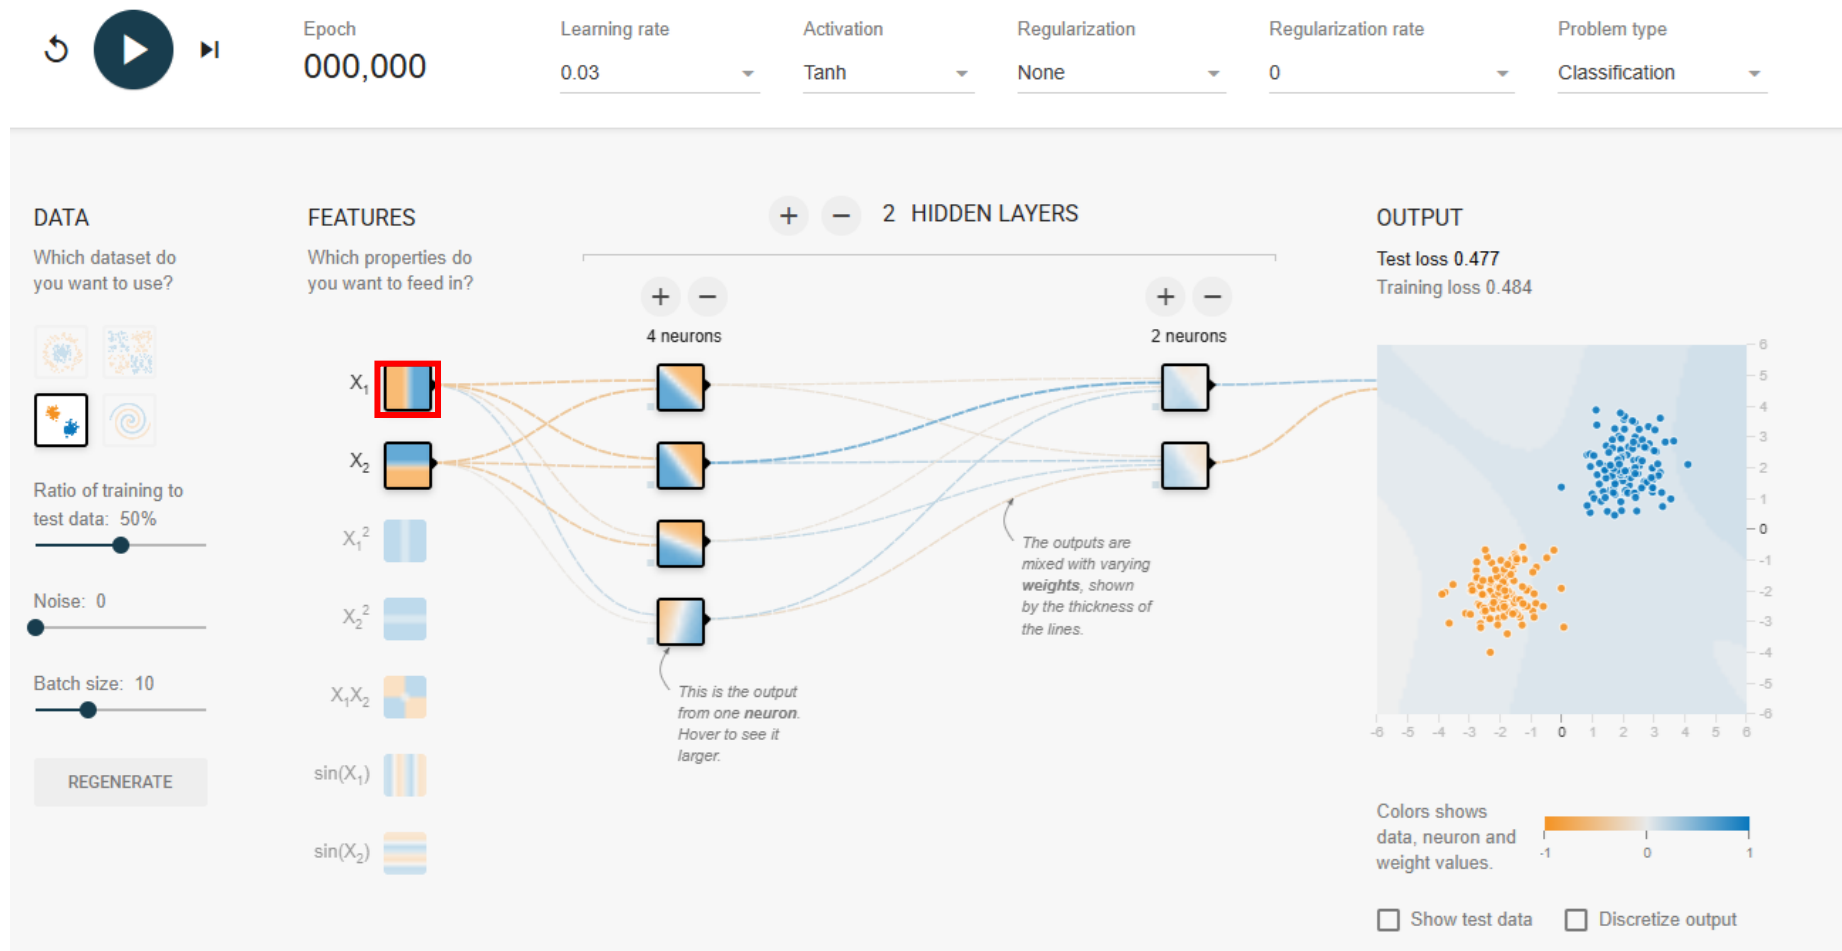 Epoch
000,000
Learning rate
0.03
Activation
Tanh
Regularization
None
Regularization rate
0
Problem type
Classification
DATA
Which dataset do
you want to use?
Ratio of training to
test data: 50%
Noise: 0
Batch size: 10
REGENERATE
FEATURES
Which properties do
you want to feed in?
X₁
X₂
X₁²
X₂²
X₁X₂
sin(X₁)
sin(X₂)
+ − 2 HIDDEN LAYERS
+ −
4 neurons
+ −
2 neurons
This is the output
from one neuron.
Hover to see it
larger.
The outputs are
mixed with varying
weights, shown
by the thickness of
the lines.
OUTPUT
Test loss 0.477
Training loss 0.484
6
5
4
3
2
1
0
-1
-2
-3
-4
-5
-6
-6 -5 -4 -3 -2 -1 0 1 2 3 4 5 6
Colors shows
data, neuron and
weight values.
-1 0 1
Show test data
Discretize output